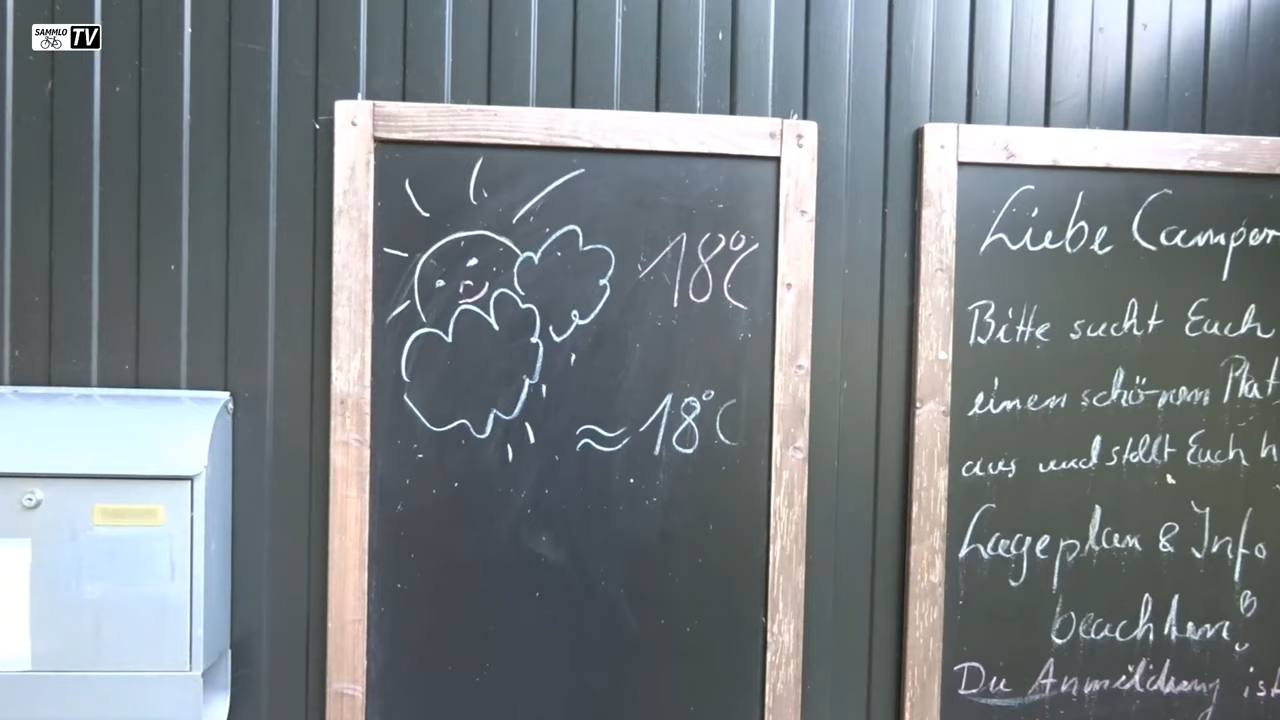 SAMMLO TV
18°C
≈ 18°C
Liebe Camper
Bitte sucht Euch
einen schönen
aus und stellt Euch
Lageplan & Info
beachten!
Die Anmeldung ist